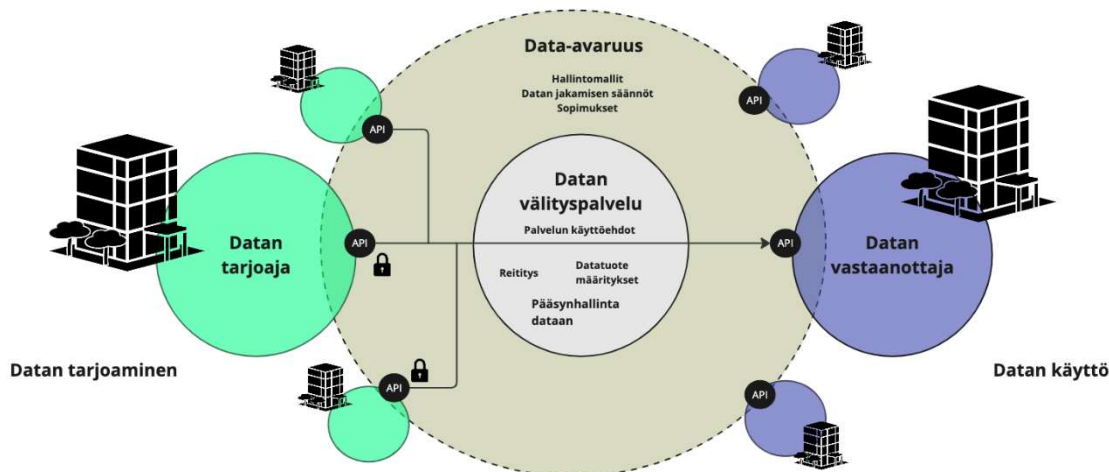 Data-avaruus
Hallintomallit
Datan jakamisen säännöt
Sopimukset
API
API
Datan
välityspalvelu
Palvelun käyttöehdot
Datan
tarjoaja
API
API
Datan
vastaanottaja
Reititys
Datatuote
määritykset
Pääsynhallinta
dataan
Datan tarjoaminen
Datan käyttö
API
API